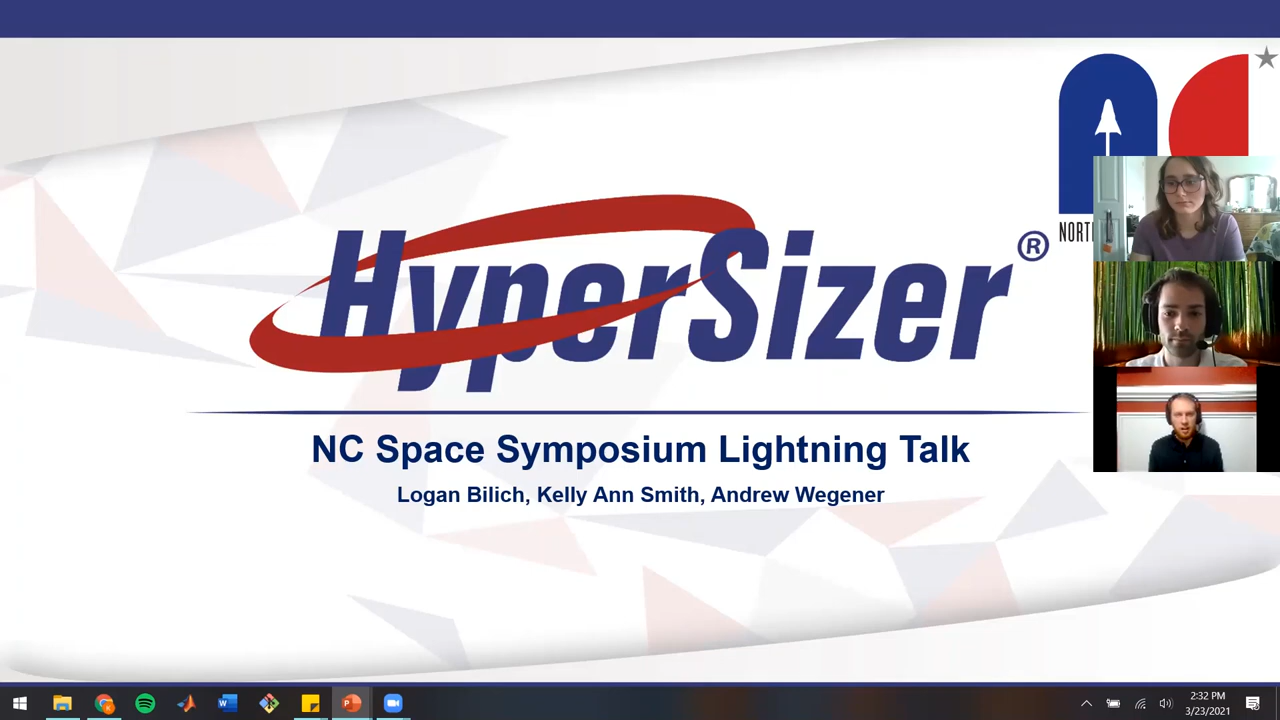 HyperSizer®
NORT
NC Space Symposium Lightning Talk
Logan Bilich, Kelly Ann Smith, Andrew Wegener
2:32 PM
3/23/2021